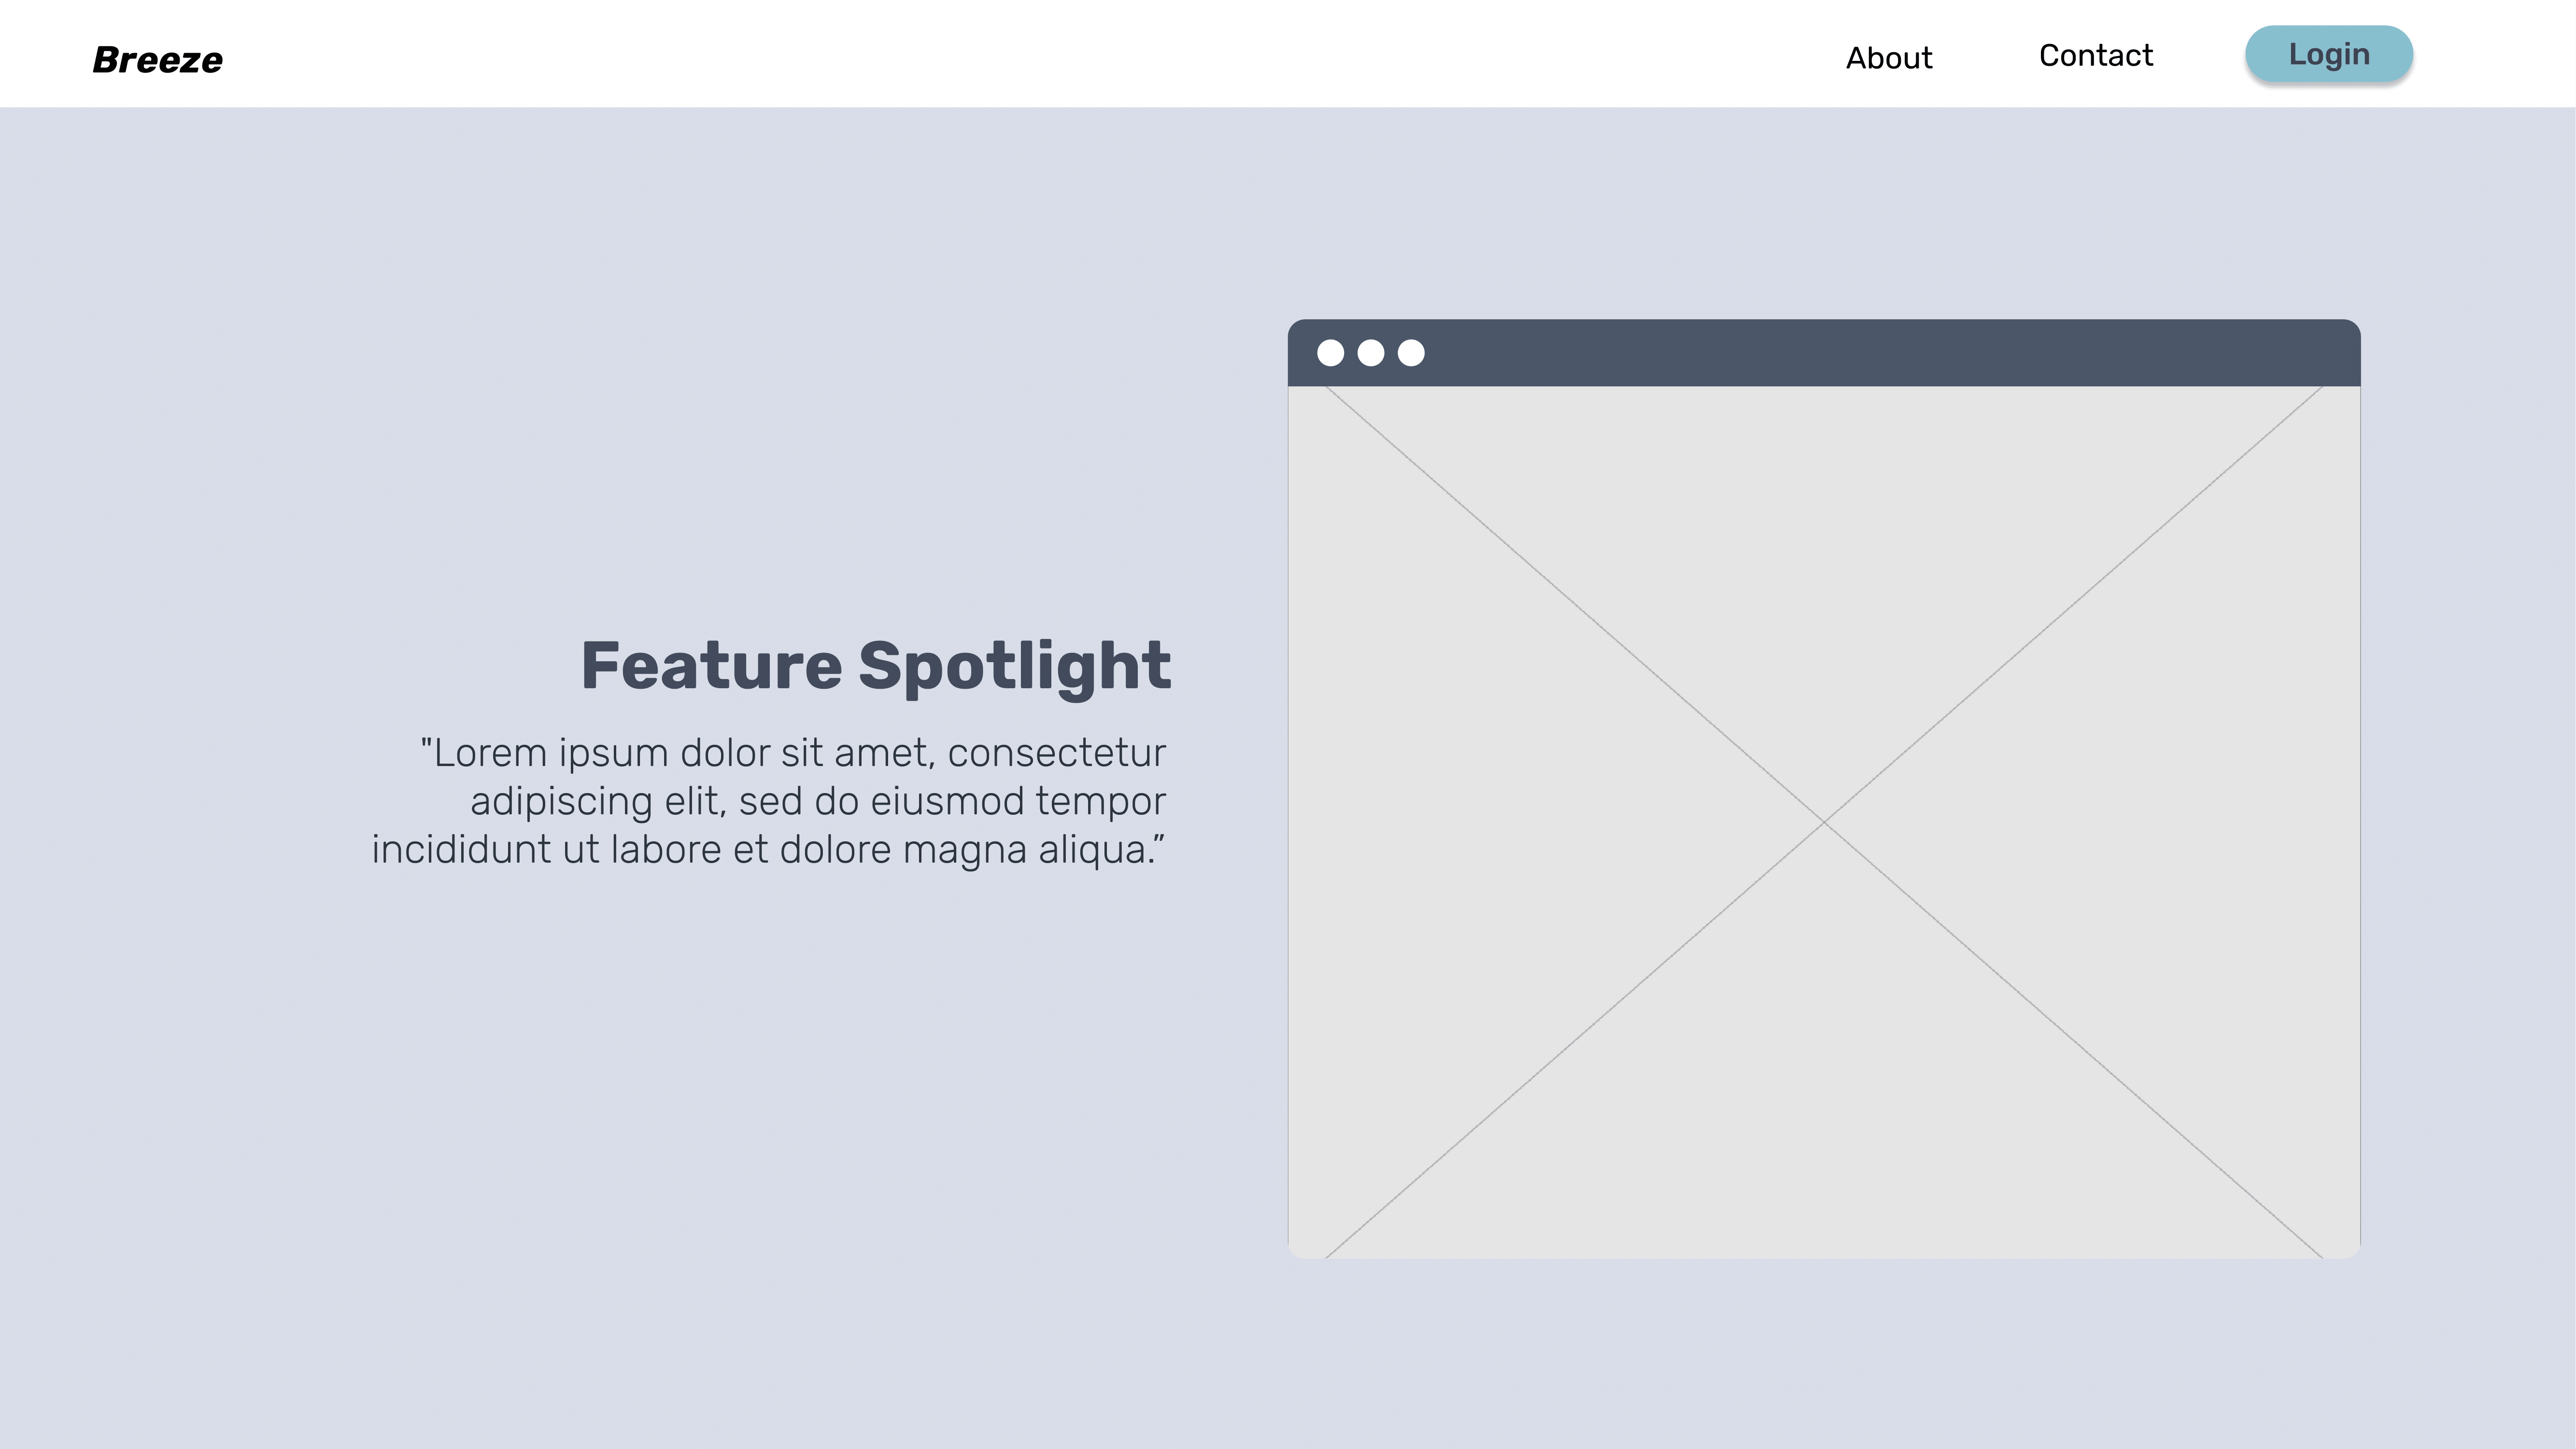 Breeze
About
Contact
Login
Feature Spotlight
"Lorem ipsum dolor sit amet, consectetur
adipiscing elit, sed do eiusmod tempor
incididunt ut labore et dolore magna aliqua.”